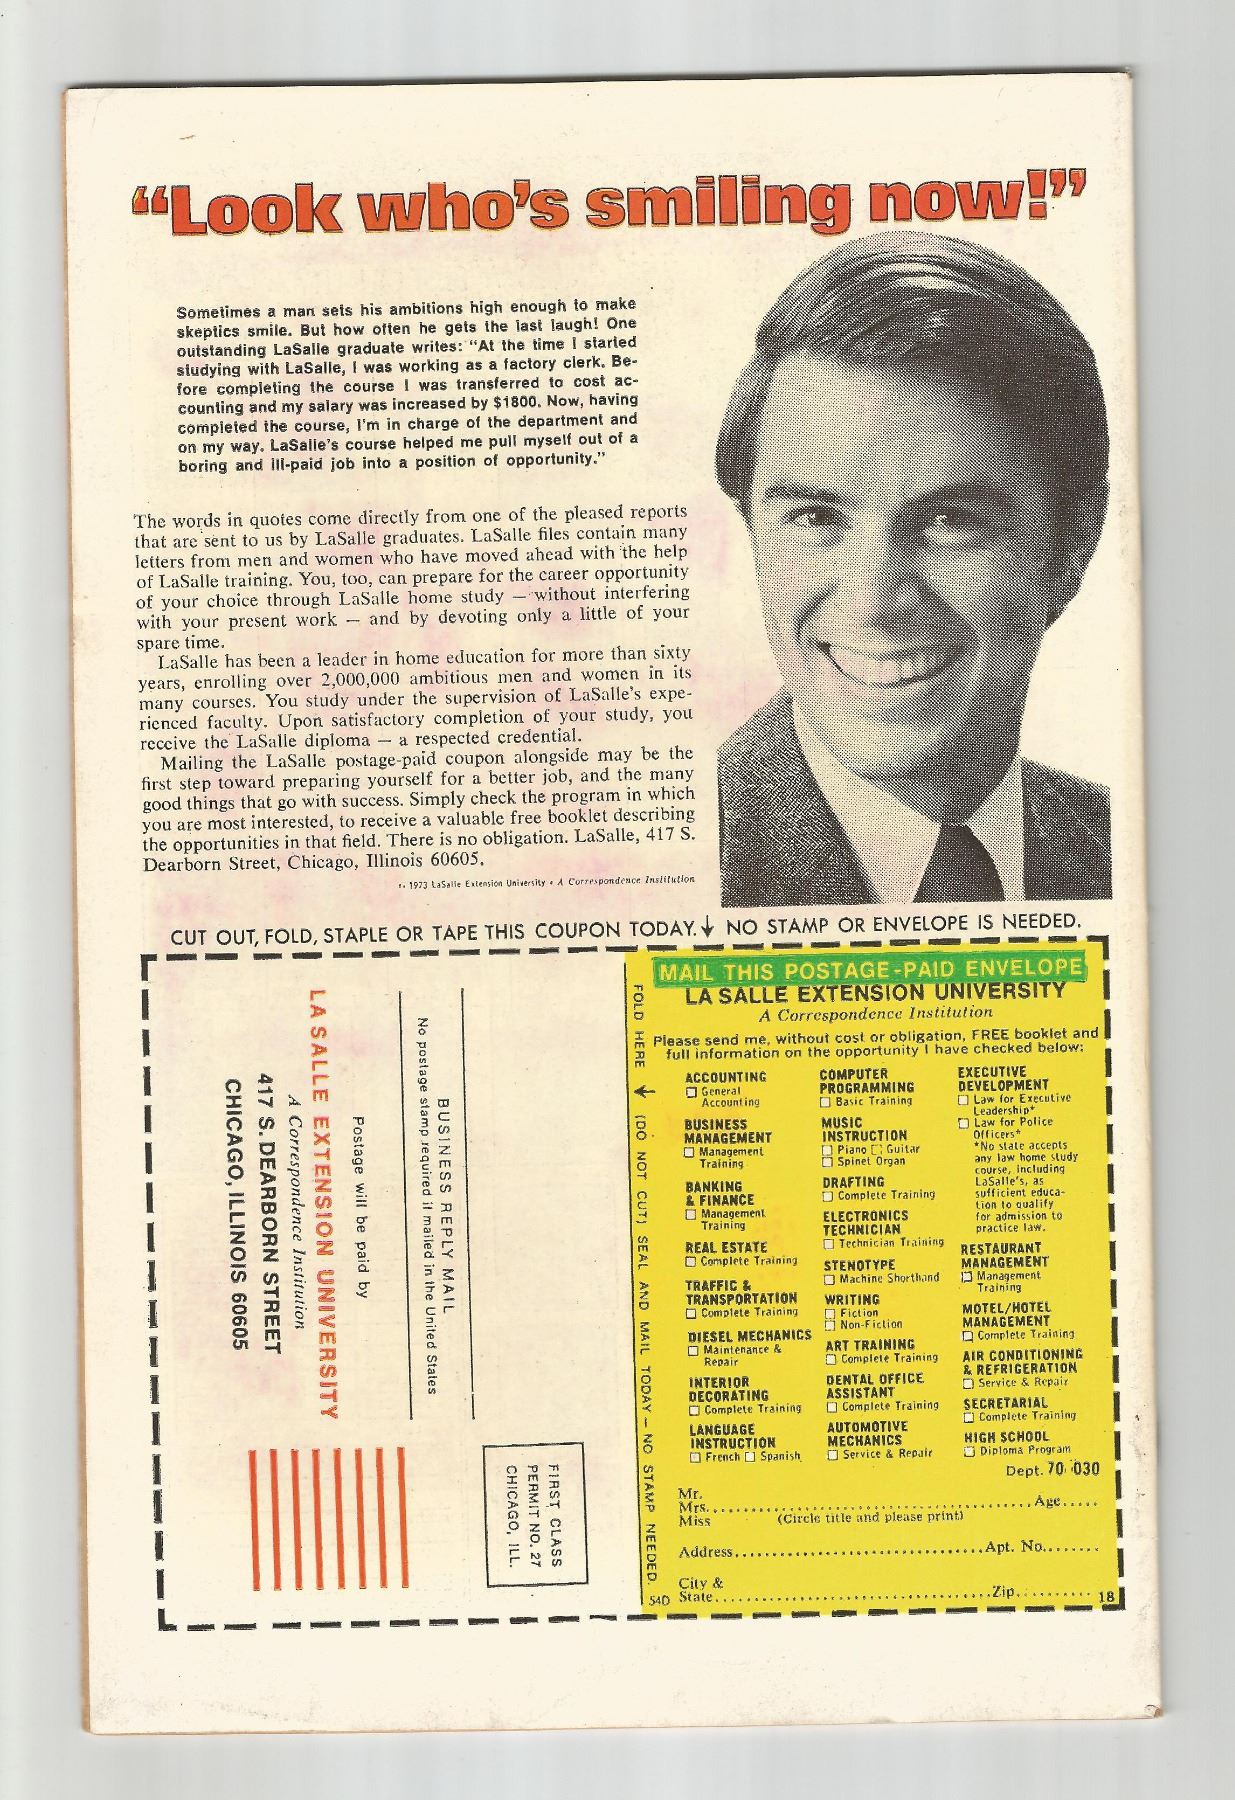 “Look who’s smiling now!”
Sometimes a man sets his ambitions high enough to make
skeptics smile. But how often he gets the last laugh! One
outstanding LaSalle graduate writes: “At the time I started
studying with LaSalle, I was working as a factory clerk. Be-
fore completing the course I was transferred to cost ac-
counting and my salary was increased by $1800. Now, having
completed the course, I’m in charge of the department and
on my way. LaSalle’s course helped me pull myself out of a
boring and ill-paid job into a position of opportunity.”
The words in quotes come directly from one of the pleased reports
that are sent to us by LaSalle graduates. LaSalle files contain many
letters from men and women who have moved ahead with the help
of LaSalle training. You, too, can prepare for the career opportunity
of your choice through LaSalle home study — without interfering
with your present work — and by devoting only a little of your
spare time.
LaSalle has been a leader in home education for more than sixty
years, enrolling over 2,000,000 ambitious men and women in its
many courses. You study under the supervision of LaSalle’s expe-
rienced faculty. Upon satisfactory completion of your study, you
receive the LaSalle diploma — a respected credential.
Mailing the LaSalle postage-paid coupon alongside may be the
first step toward preparing yourself for a better job, and the many
good things that go with success. Simply check the program in which
you are most interested, to receive a valuable free booklet describing
the opportunities in that field. There is no obligation. LaSalle, 417 S.
Dearborn Street, Chicago, Illinois 60605.
1973 LaSalle Extension University • A Correspondence Institution
CUT OUT, FOLD, STAPLE OR TAPE THIS COUPON TODAY. ↓ NO STAMP OR ENVELOPE IS NEEDED.
FIRST CLASS
PERMIT NO. 27
CHICAGO, ILL.
BUSINESS REPLY MAIL
No postage stamp required if mailed in the United States
Postage will be paid by
LA SALLE EXTENSION UNIVERSITY
A Correspondence Institution
417 S. DEARBORN STREET
CHICAGO, ILLINOIS 60605
FOLD HERE ↓ (DO NOT CUT) SEAL AND MAIL TODAY — NO STAMP NEEDED.
MAIL THIS POSTAGE-PAID ENVELOPE
LA SALLE EXTENSION UNIVERSITY
A Correspondence Institution
Please send me, without cost or obligation, FREE booklet and
full information on the opportunity I have checked below:
ACCOUNTING
☐ General
Accounting
BUSINESS
MANAGEMENT
☐ Management
Training
BANKING
& FINANCE
☐ Management
Training
REAL ESTATE
☐ Complete Training
TRAFFIC &
TRANSPORTATION
☐ Complete Training
DIESEL MECHANICS
☐ Maintenance &
Repair
INTERIOR
DECORATING
☐ Complete Training
LANGUAGE
INSTRUCTION
☐ French ☐ Spanish
COMPUTER
PROGRAMMING
☐ Basic Training
MUSIC
INSTRUCTION
☐ Piano ☐ Guitar
☐ Spinet Organ
DRAFTING
☐ Complete Training
ELECTRONICS
TECHNICIAN
☐ Technician Training
STENOTYPE
☐ Machine Shorthand
WRITING
☐ Fiction
☐ Non-Fiction
ART TRAINING
☐ Complete Training
DENTAL OFFICE
ASSISTANT
☐ Complete Training
AUTOMOTIVE
MECHANICS
☐ Service & Repair
EXECUTIVE
DEVELOPMENT
☐ Law for Executive
Leadership*
☐ Law for Police
Officers*
*No state accepts
any law home study
course, including
LaSalle’s, as
sufficient educa-
tion to qualify
for admission to
practice law.
RESTAURANT
MANAGEMENT
☐ Management
Training
MOTEL/HOTEL
MANAGEMENT
☐ Complete Training
AIR CONDITIONING
& REFRIGERATION
☐ Service & Repair
SECRETARIAL
☐ Complete Training
HIGH SCHOOL
☐ Diploma Program
Dept. 70-030
Mr.
Mrs. Age
Miss (Circle title and please print)
Address Apt. No.
City &
State Zip
54D
18